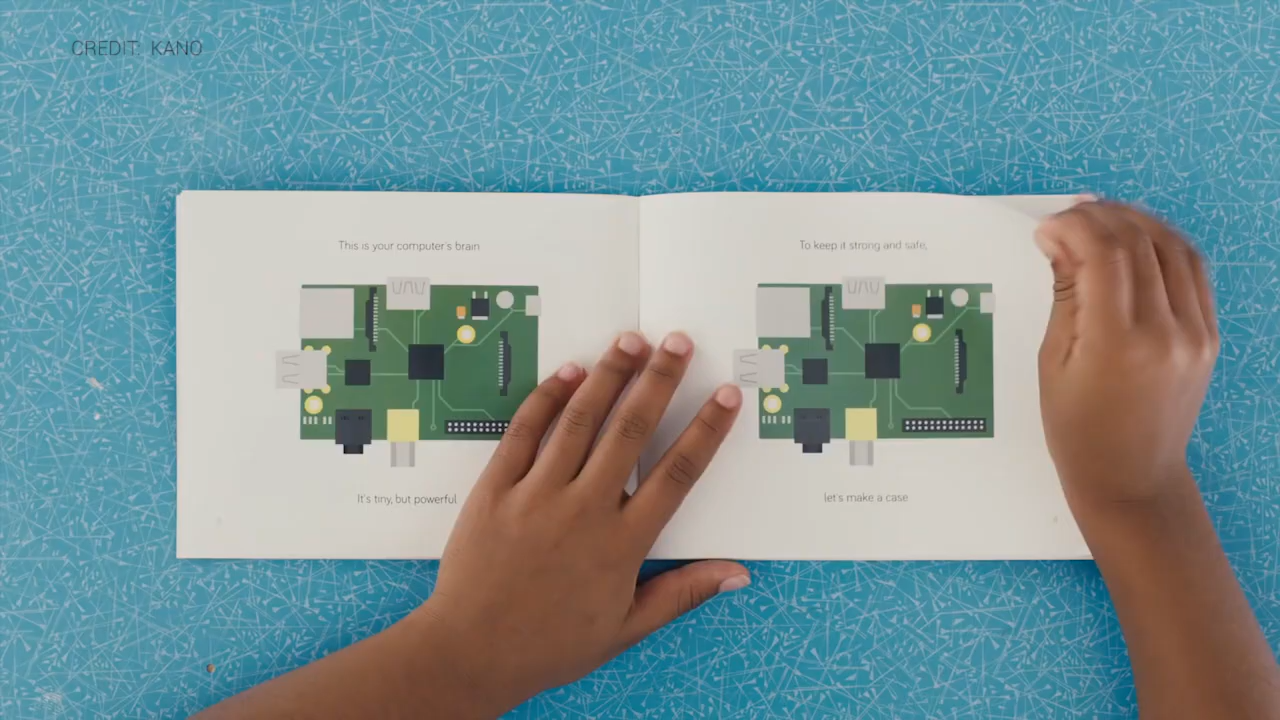 CREDIT: KANO
This is your computer's brain
It's tiny, but powerful
To keep it strong and safe,
let's make a case